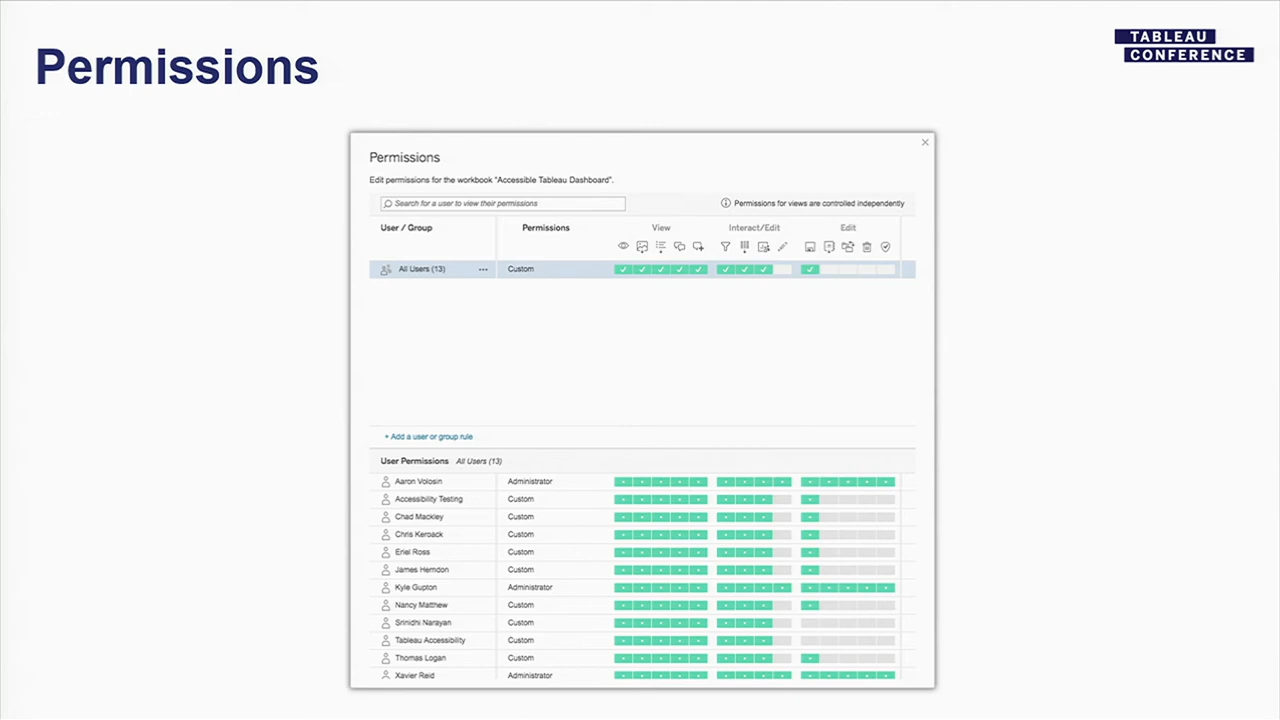 Permissions
TABLEAU
CONFERENCE
Permissions
Edit permissions for the workbook "Accessible Tableau Dashboard".
Search for a user to view their permissions
Permissions for views are controlled independently
User / Group Permissions View Interact/Edit Edit
All Users (13) ... Custom
+ Add a user or group rule
User Permissions All Users (13)
Aaron Volosin Administrator
Accessibility Testing Custom
Chad Mackley Custom
Chris Keroack Custom
Eriel Ross Custom
James Herndon Custom
Kyle Gupton Administrator
Nancy Matthew Custom
Srinidhi Narayan Custom
Tableau Accessibility Custom
Thomas Logan Custom
Xavier Reid Administrator